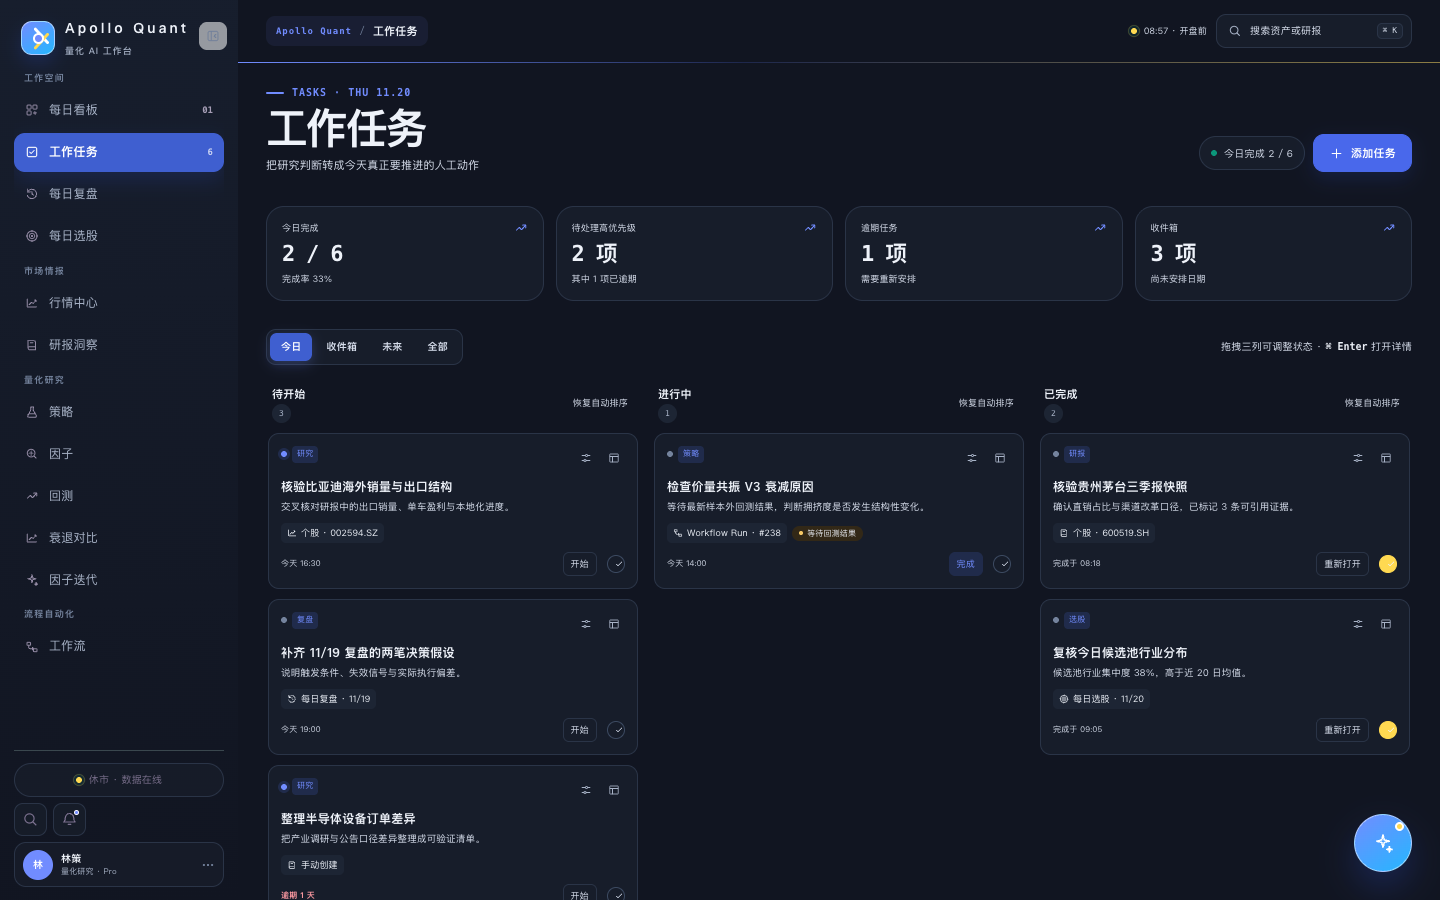 Apollo Quant
量化 AI 工作台
工作空间
每日看板 01
工作任务 6
每日复盘
每日选股
市场情报
行情中心
研报洞察
量化研究
策略
因子
回测
衰退对比
因子迭代
流程自动化
工作流
休市 · 数据在线
林 林策
量化研究 · Pro
Apollo Quant / 工作任务
08:57 · 开盘前
搜索资产或研报 ⌘ K
TASKS · THU 11.20
工作任务
把研究判断转成今天真正要推进的人工动作
今日完成 2 / 6
添加任务
今日完成
2 / 6
完成率 33%
待处理高优先级
2 项
其中 1 项已逾期
逾期任务
1 项
需要重新安排
收件箱
3 项
尚未安排日期
今日 收件箱 未来 全部
拖拽三列可调整状态 · ⌘ Enter 打开详情
待开始
3
恢复自动排序
研究
核验比亚迪海外销量与出口结构
交叉核对研报中的出口销量、单车盈利与本地化进度。
个股 · 002594.SZ
今天 16:30 开始
复盘
补齐 11/19 复盘的两笔决策假设
说明触发条件、失效信号与实际执行偏差。
每日复盘 · 11/19
今天 19:00 开始
研究
整理半导体设备订单差异
把产业调研与公告口径差异整理成可验证清单。
手动创建
逾期 1 天 开始
进行中
1
恢复自动排序
策略
检查价量共振 V3 衰减原因
等待最新样本外回测结果，判断拥挤度是否发生结构性变化。
Workflow Run · #238 等待回测结果
今天 14:00 完成
已完成
2
恢复自动排序
研报
核验贵州茅台三季报快照
确认直销占比与渠道改革口径，已标记 3 条可引用证据。
个股 · 600519.SH
完成于 08:18 重新打开
选股
复核今日候选池行业分布
候选池行业集中度 38%，高于近 20 日均值。
每日选股 · 11/20
完成于 09:05 重新打开